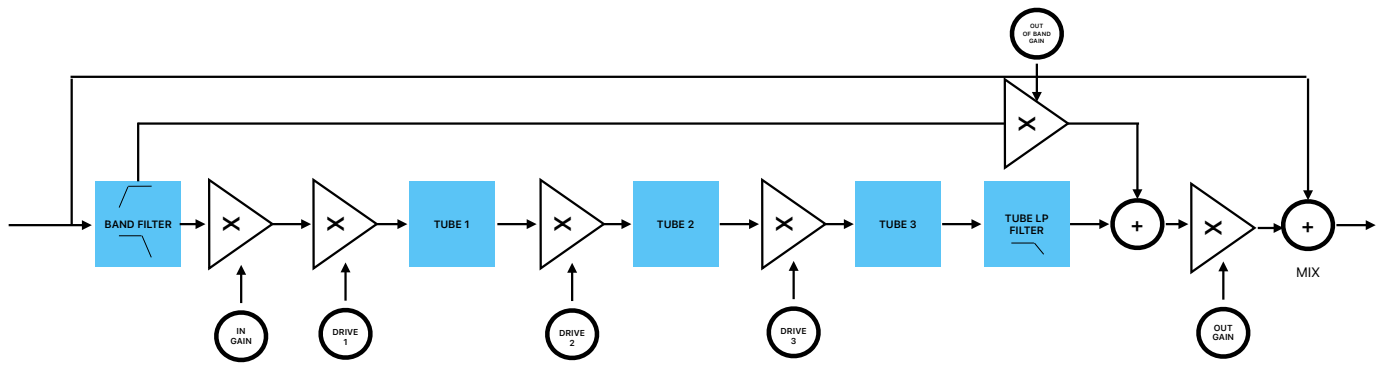 OUT
OF BAND
GAIN
X
BAND FILTER
X
X
TUBE 1
X
TUBE 2
X
TUBE 3
TUBE LP
FILTER
+
X
+
MIX
IN
GAIN
DRIVE
1
DRIVE
2
DRIVE
3
OUT
GAIN